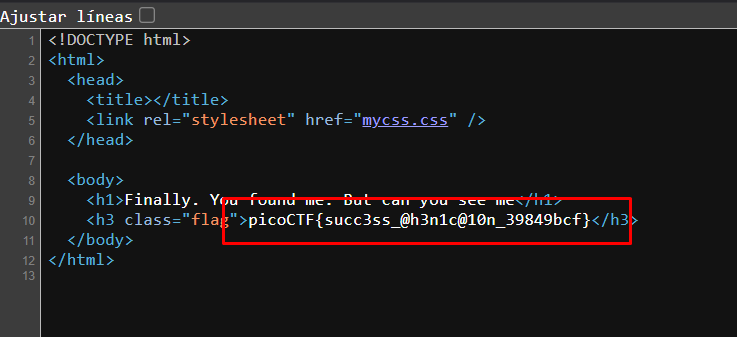 Ajustar líneas
1 <!DOCTYPE html>
2 <html>
3 <head>
4 <title></title>
5 <link rel="stylesheet" href="mycss.css" />
6 </head>
7
8 <body>
9 <h1>Finally. You found me. But can you see me</h1>
10 <h3 class="flag">picoCTF{succ3ss_@h3n1c@10n_39849bcf}</h3>
11 </body>
12 </html>
13